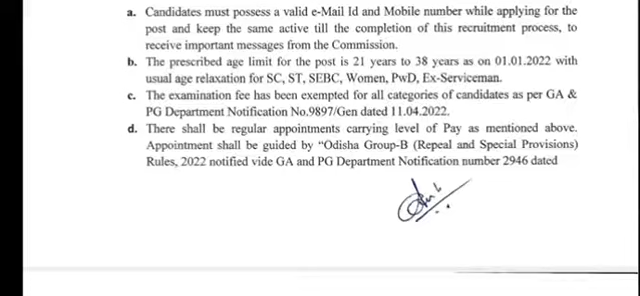 a. Candidates must possess a valid e-Mail Id and Mobile number while applying for the
post and keep the same active till the completion of this recruitment process, to
receive important messages from the Commission.
b. The prescribed age limit for the post is 21 years to 38 years as on 01.01.2022 with
usual age relaxation for SC, ST, SEBC, Women, PwD, Ex-Serviceman.
c. The examination fee has been exempted for all categories of candidates as per GA &
PG Department Notification No.9897/Gen dated 11.04.2022.
d. There shall be regular appointments carrying level of Pay as mentioned above.
Appointment shall be guided by "Odisha Group-B (Repeal and Special Provisions)
Rules, 2022 notified vide GA and PG Department Notification number 2946 dated